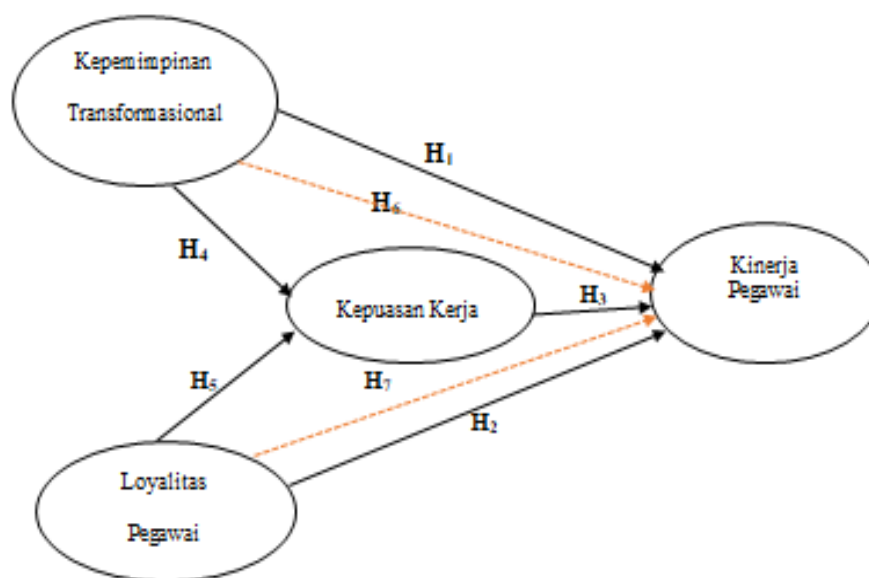 Kepemimpinan
Transformasional
H₁
H₆
H₄
Kinerja
Pegawai
Kepuasan Kerja
H₃
H₅
H₇
H₂
Loyalitas
Pegawai